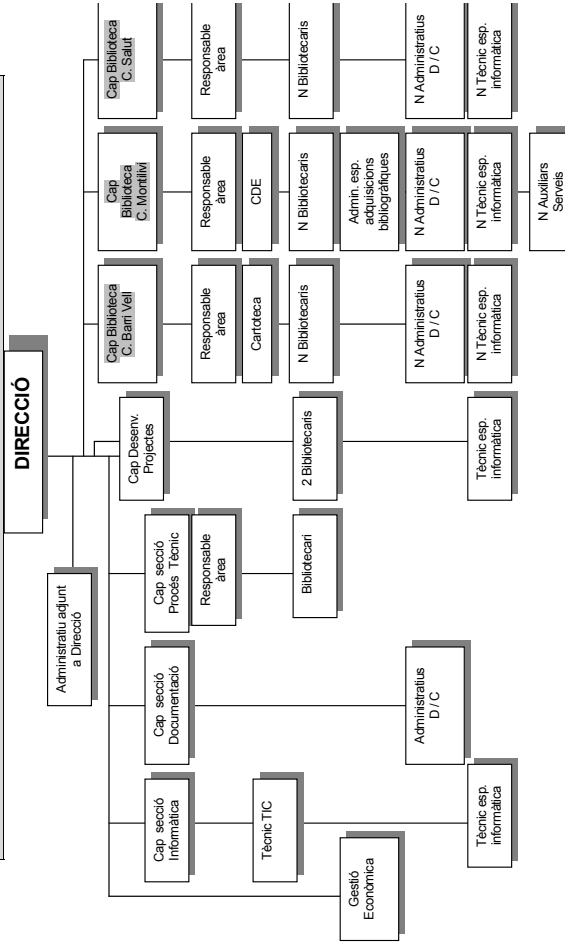 DIRECCIÓ
Administratiu adjunt
a Direcció
Gestió
Econòmica
Cap secció
Informàtica
Tècnic TIC
Tècnic esp.
informàtica
Cap secció
Documentació
Administratius
D / C
Cap secció
Procés Tècnic
Responsable
àrea
Bibliotecari
Cap Desenv.
Projectes
2 Bibliotecaris
Tècnic esp.
informàtica
Cap Biblioteca
C. Barri Vell
Responsable
àrea
Cartoteca
N Bibliotecaris
N Administratius
D / C
N Tècnic esp.
informàtica
Cap
Biblioteca
C. Montilivi
Responsable
àrea
CDE
N Bibliotecaris
Admin. esp.
adquisicions
bibliogràfiques
N Administratius
D / C
N Tècnic esp.
informàtica
N Auxiliars
Serveis
Cap Biblioteca
C. Salut
Responsable
àrea
N Bibliotecaris
N Administratius
D / C
N Tècnic esp.
informàtica